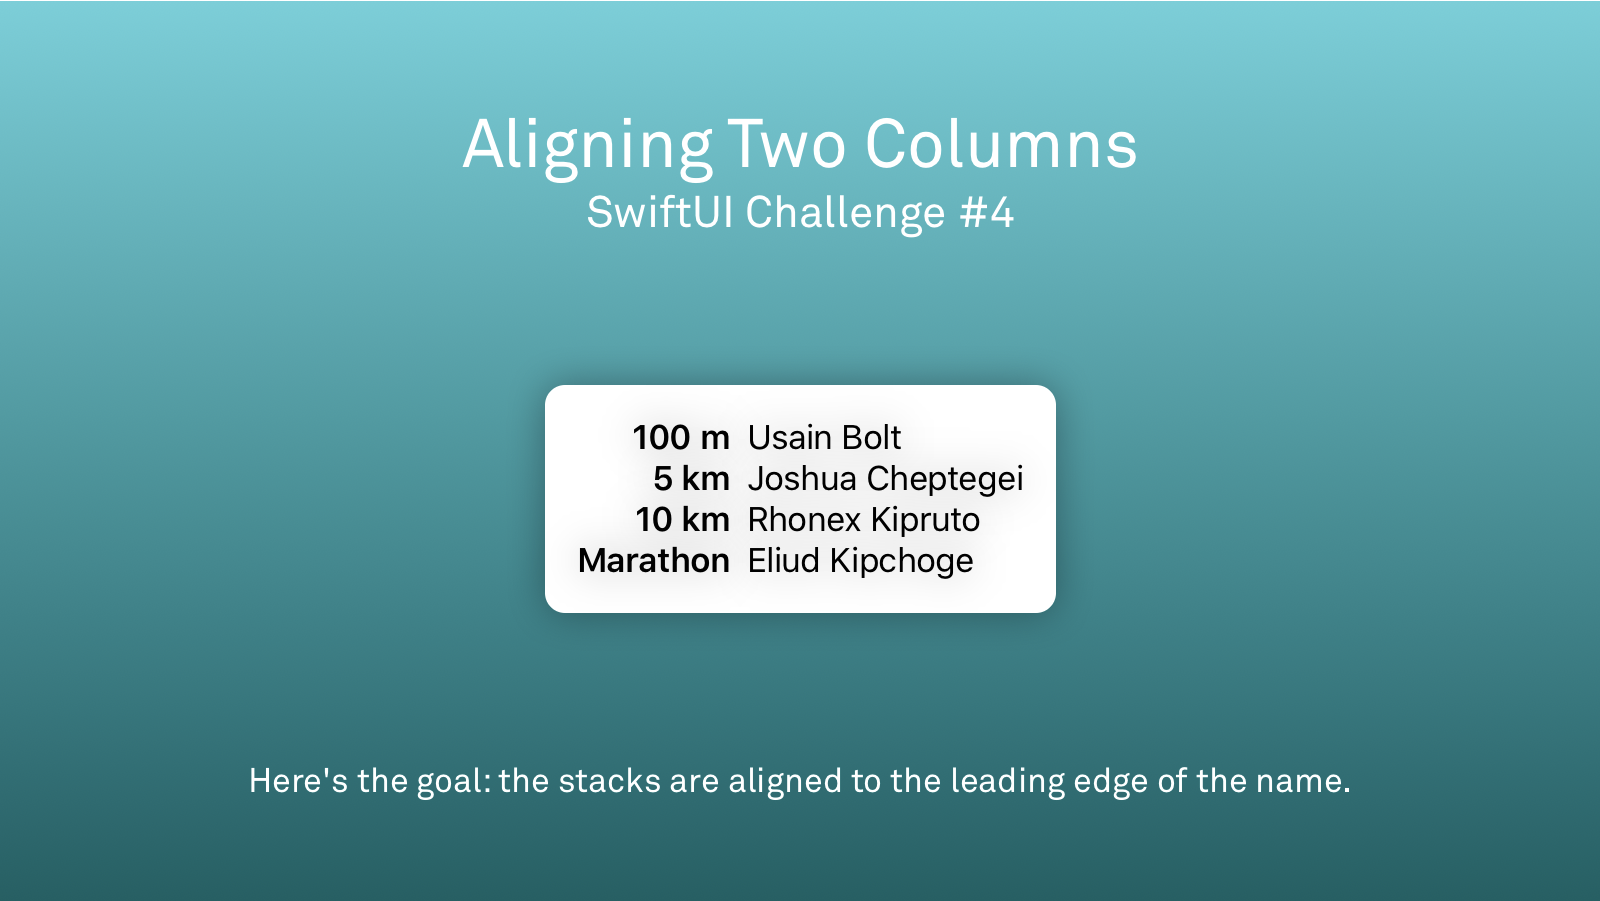 Aligning Two Columns
SwiftUI Challenge #4
100 m Usain Bolt
5 km Joshua Cheptegei
10 km Rhonex Kipruto
Marathon Eliud Kipchoge
Here's the goal: the stacks are aligned to the leading edge of the name.